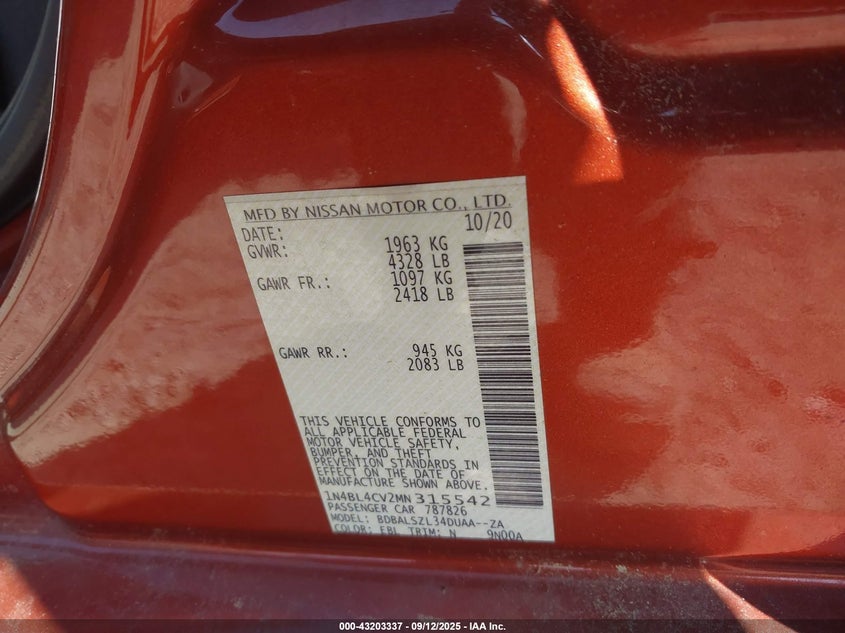 MFD BY NISSAN MOTOR CO., LTD.
DATE: 10/20
GVWR: 1963 KG
4328 LB
GAWR FR.: 1097 KG
2418 LB
GAWR RR.: 945 KG
2083 LB
THIS VEHICLE CONFORMS TO
ALL APPLICABLE FEDERAL
MOTOR VEHICLE SAFETY,
BUMPER, AND THEFT
PREVENTION STANDARDS IN
EFFECT ON THE DATE OF
MANUFACTURE SHOWN ABOVE.
1N4BL4CV2MN315542
PASSENGER CAR 787826
MODEL: BDBALSZL34DUAA--ZA
COLOR: EBL TRIM: N 9N00A
000-43203337 - 09/12/2025 - IAA Inc.